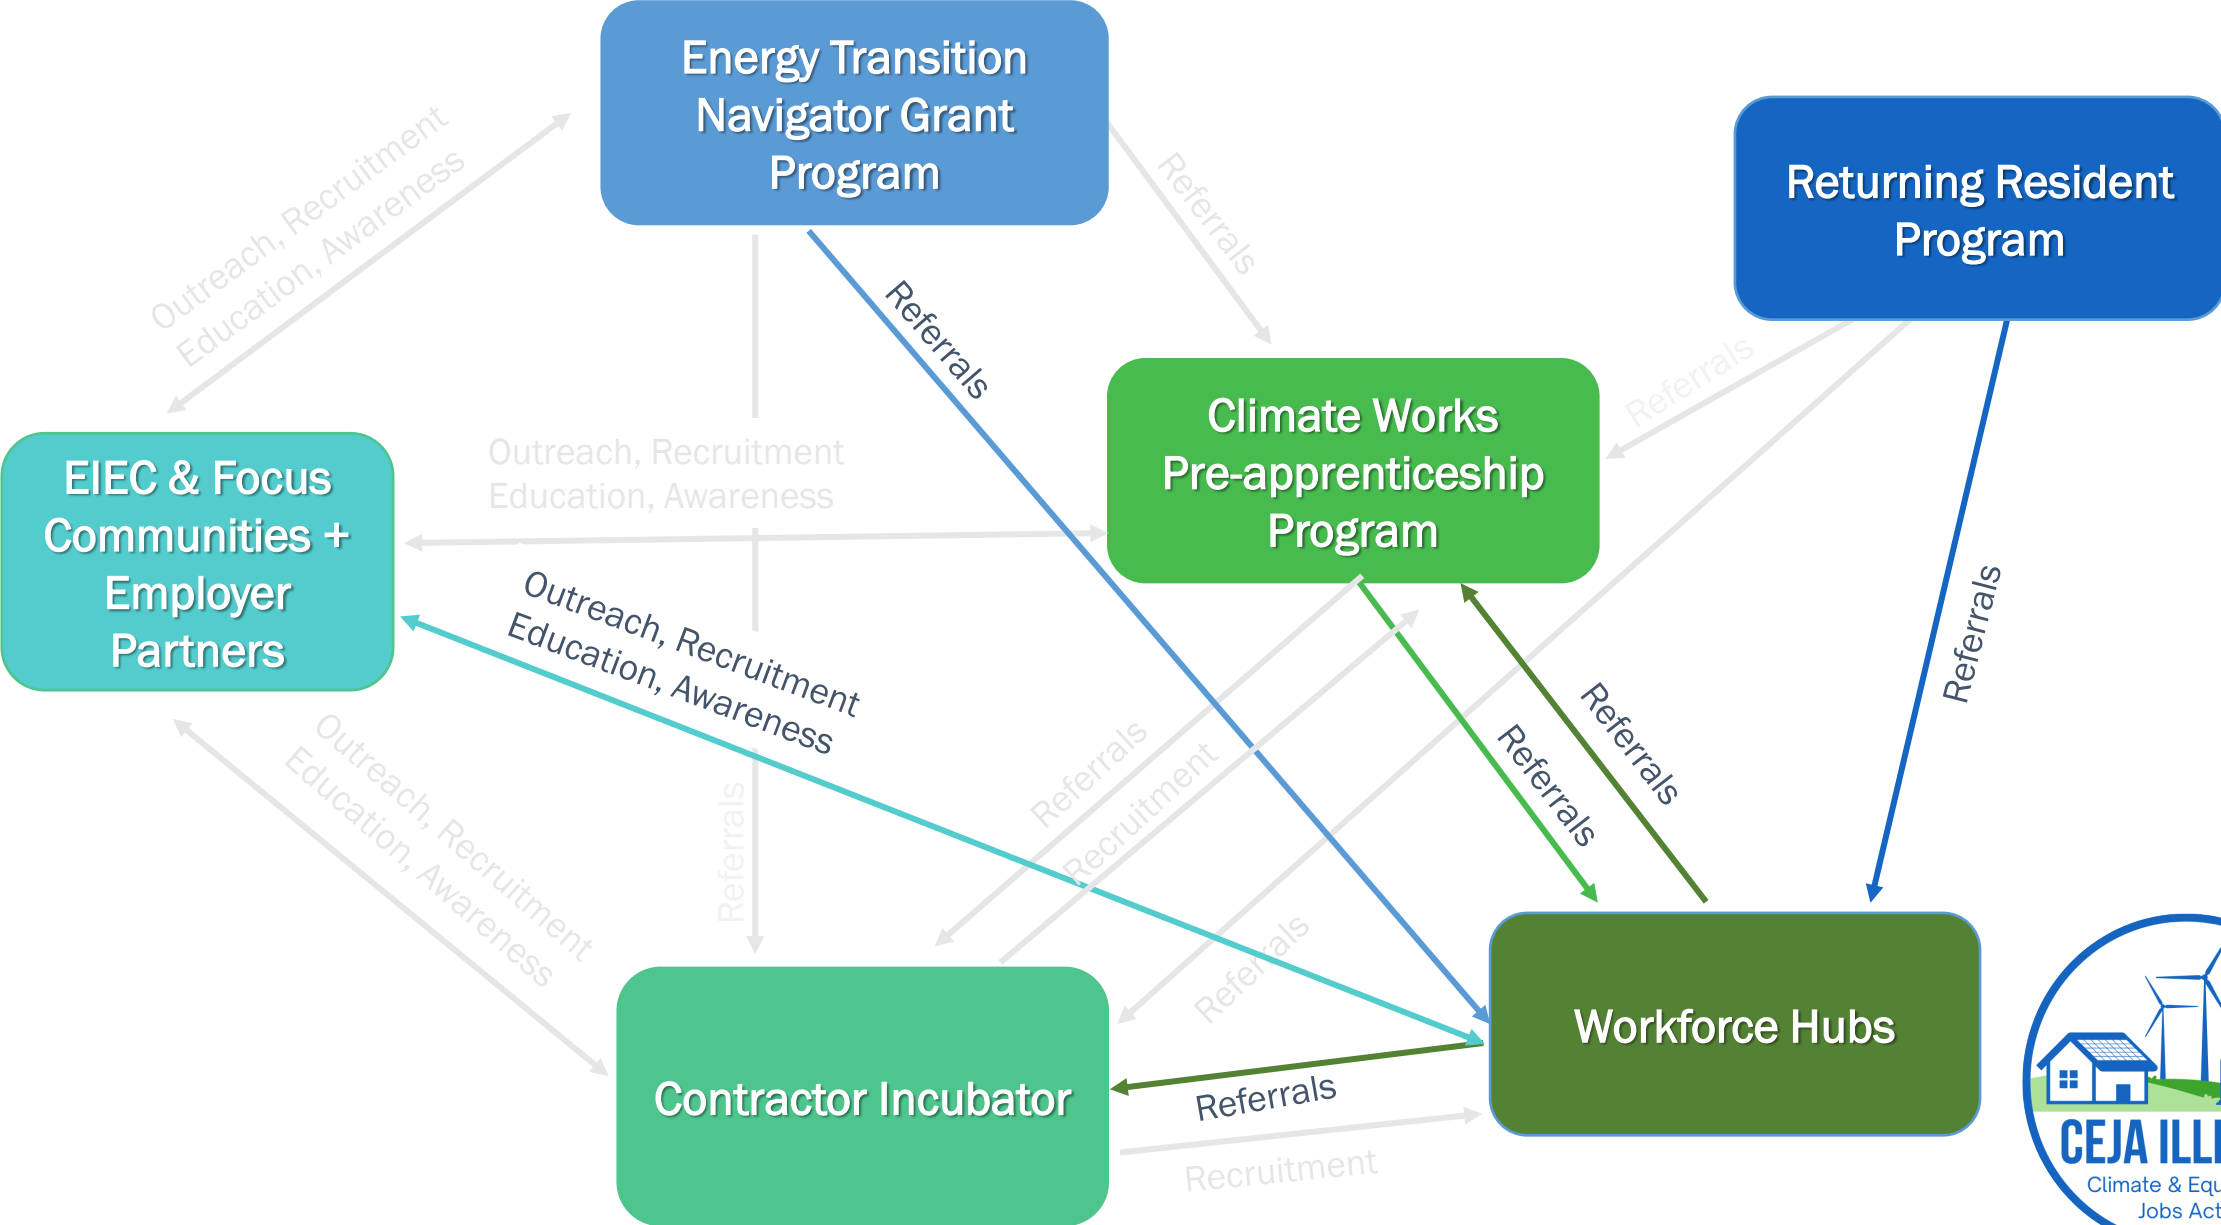 Energy Transition
Navigator Grant
Program
Returning Resident
Program
Outreach, Recruitment
Education, Awareness
Referrals
Referrals
Referrals
Climate Works
Pre-apprenticeship
Program
EIEC & Focus
Communities +
Employer
Partners
Outreach, Recruitment
Education, Awareness
Outreach, Recruitment
Education, Awareness
Referrals
Referrals
Referrals
Outreach, Recruitment
Education, Awareness
Referrals
Referrals
Recruitment
Referrals
Workforce Hubs
Contractor Incubator
Referrals
Recruitment
CEJA
Climate &
Jobs Act